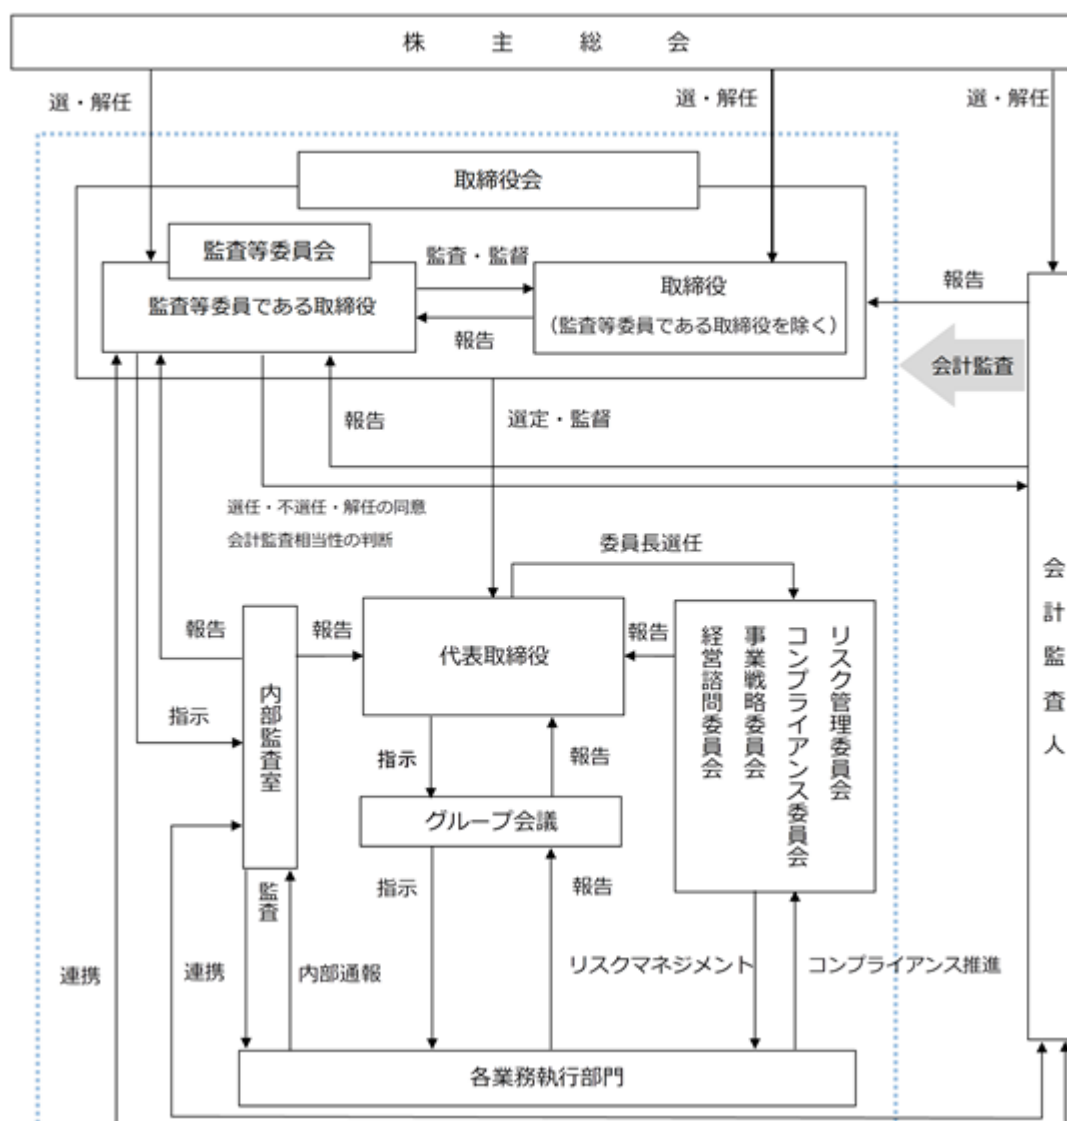 株主総会
選・解任
選・解任
選・解任
取締役会
監査等委員会
監査等委員である取締役
監査・監督
報告
取締役
（監査等委員である取締役を除く）
報告
会計監査
報告
選定・監督
選任・不選任・解任の同意
会計監査相当性の判断
委員長選任
会計監査人
報告
報告
代表取締役
報告
リスク管理委員会
コンプライアンス委員会
事業戦略委員会
経営諮問委員会
内部監査室
指示
指示
報告
グループ会議
指示
報告
監査
連携
連携
内部通報
リスクマネジメント
コンプライアンス推進
各業務執行部門